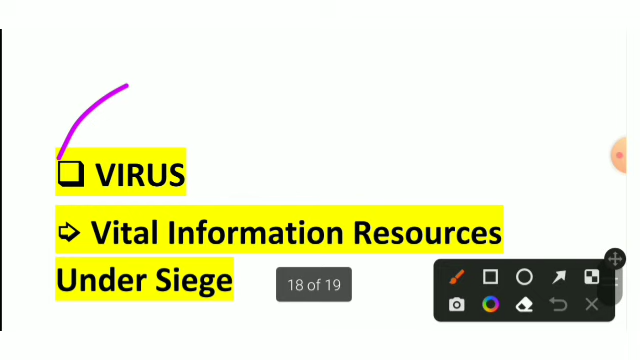 ❑ VIRUS
➩ Vital Information Resources
Under Siege
18 of 19